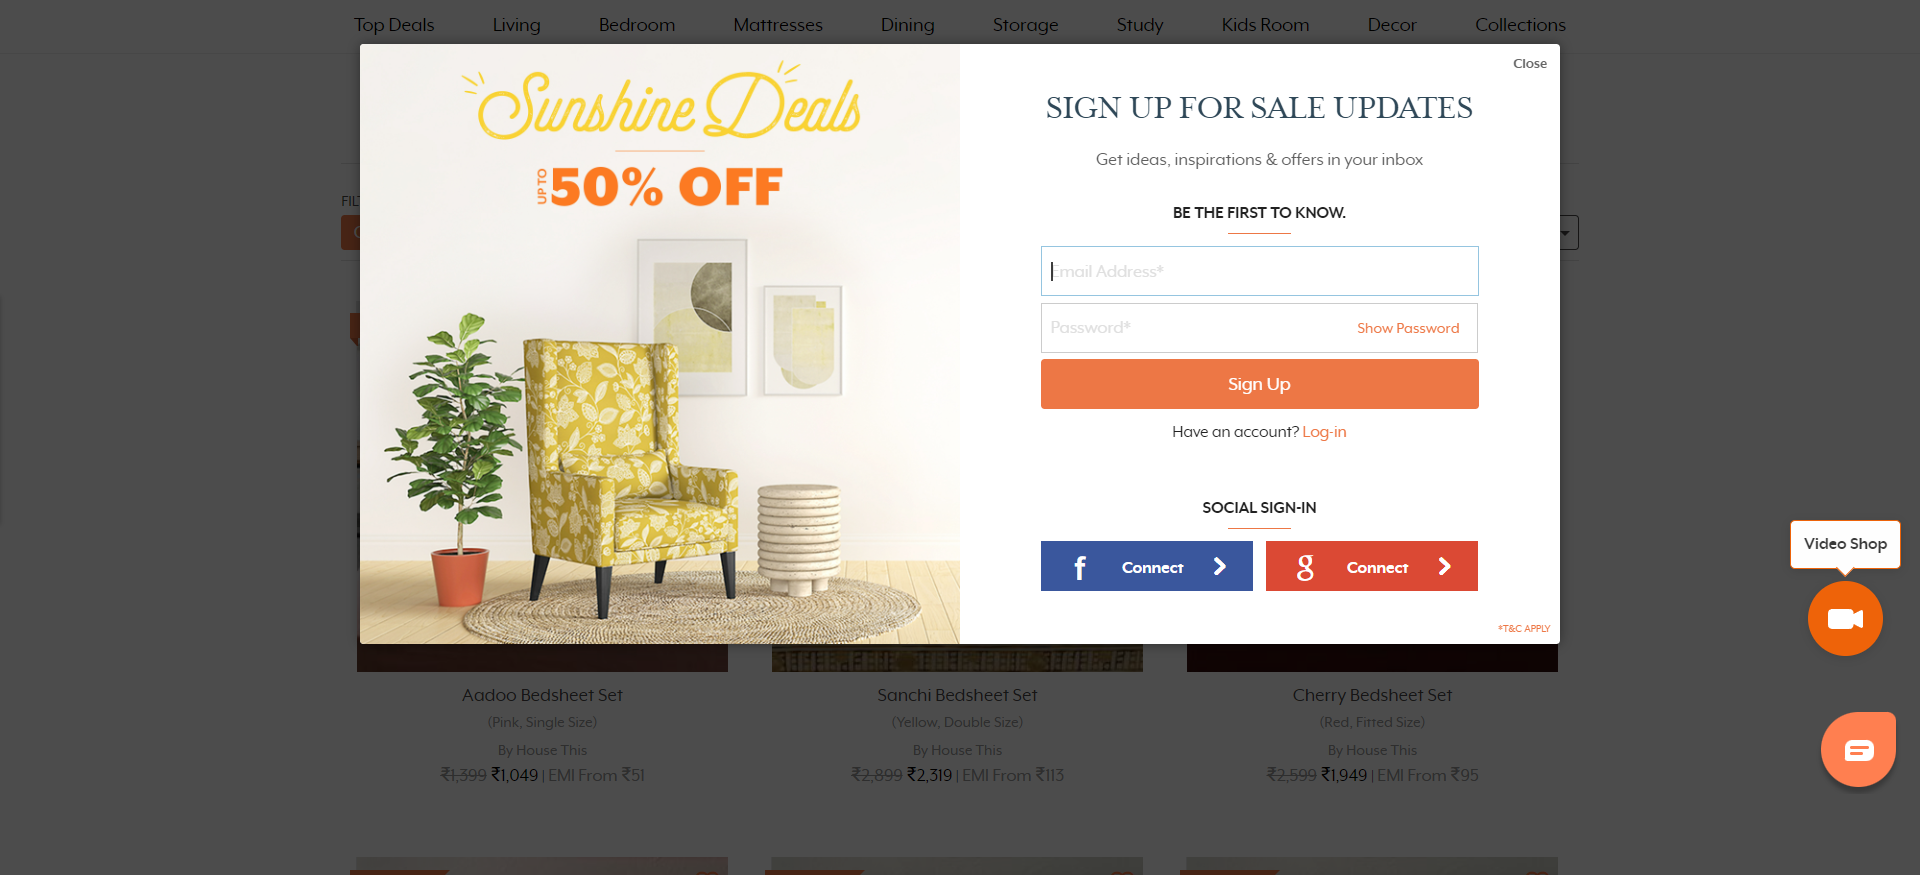 Top Deals Living Bedroom Mattresses Dining Storage Study Kids Room Decor Collections
Close
Sunshine Deals
UP TO 50% OFF
SIGN UP FOR SALE UPDATES
Get ideas, inspirations & offers in your inbox
BE THE FIRST TO KNOW.
Email Address*
Password* Show Password
Sign Up
Have an account? Log-in
SOCIAL SIGN-IN
f Connect
g Connect
*T&C APPLY
Video Shop
Aadoo Bedsheet Set
(Pink, Single Size)
By House This
₹1,399 ₹1,049 | EMI From ₹51
Sanchi Bedsheet Set
(Yellow, Double Size)
By House This
₹2,899 ₹2,319 | EMI From ₹113
Cherry Bedsheet Set
(Red, Fitted Size)
By House This
₹2,599 ₹1,949 | EMI From ₹95